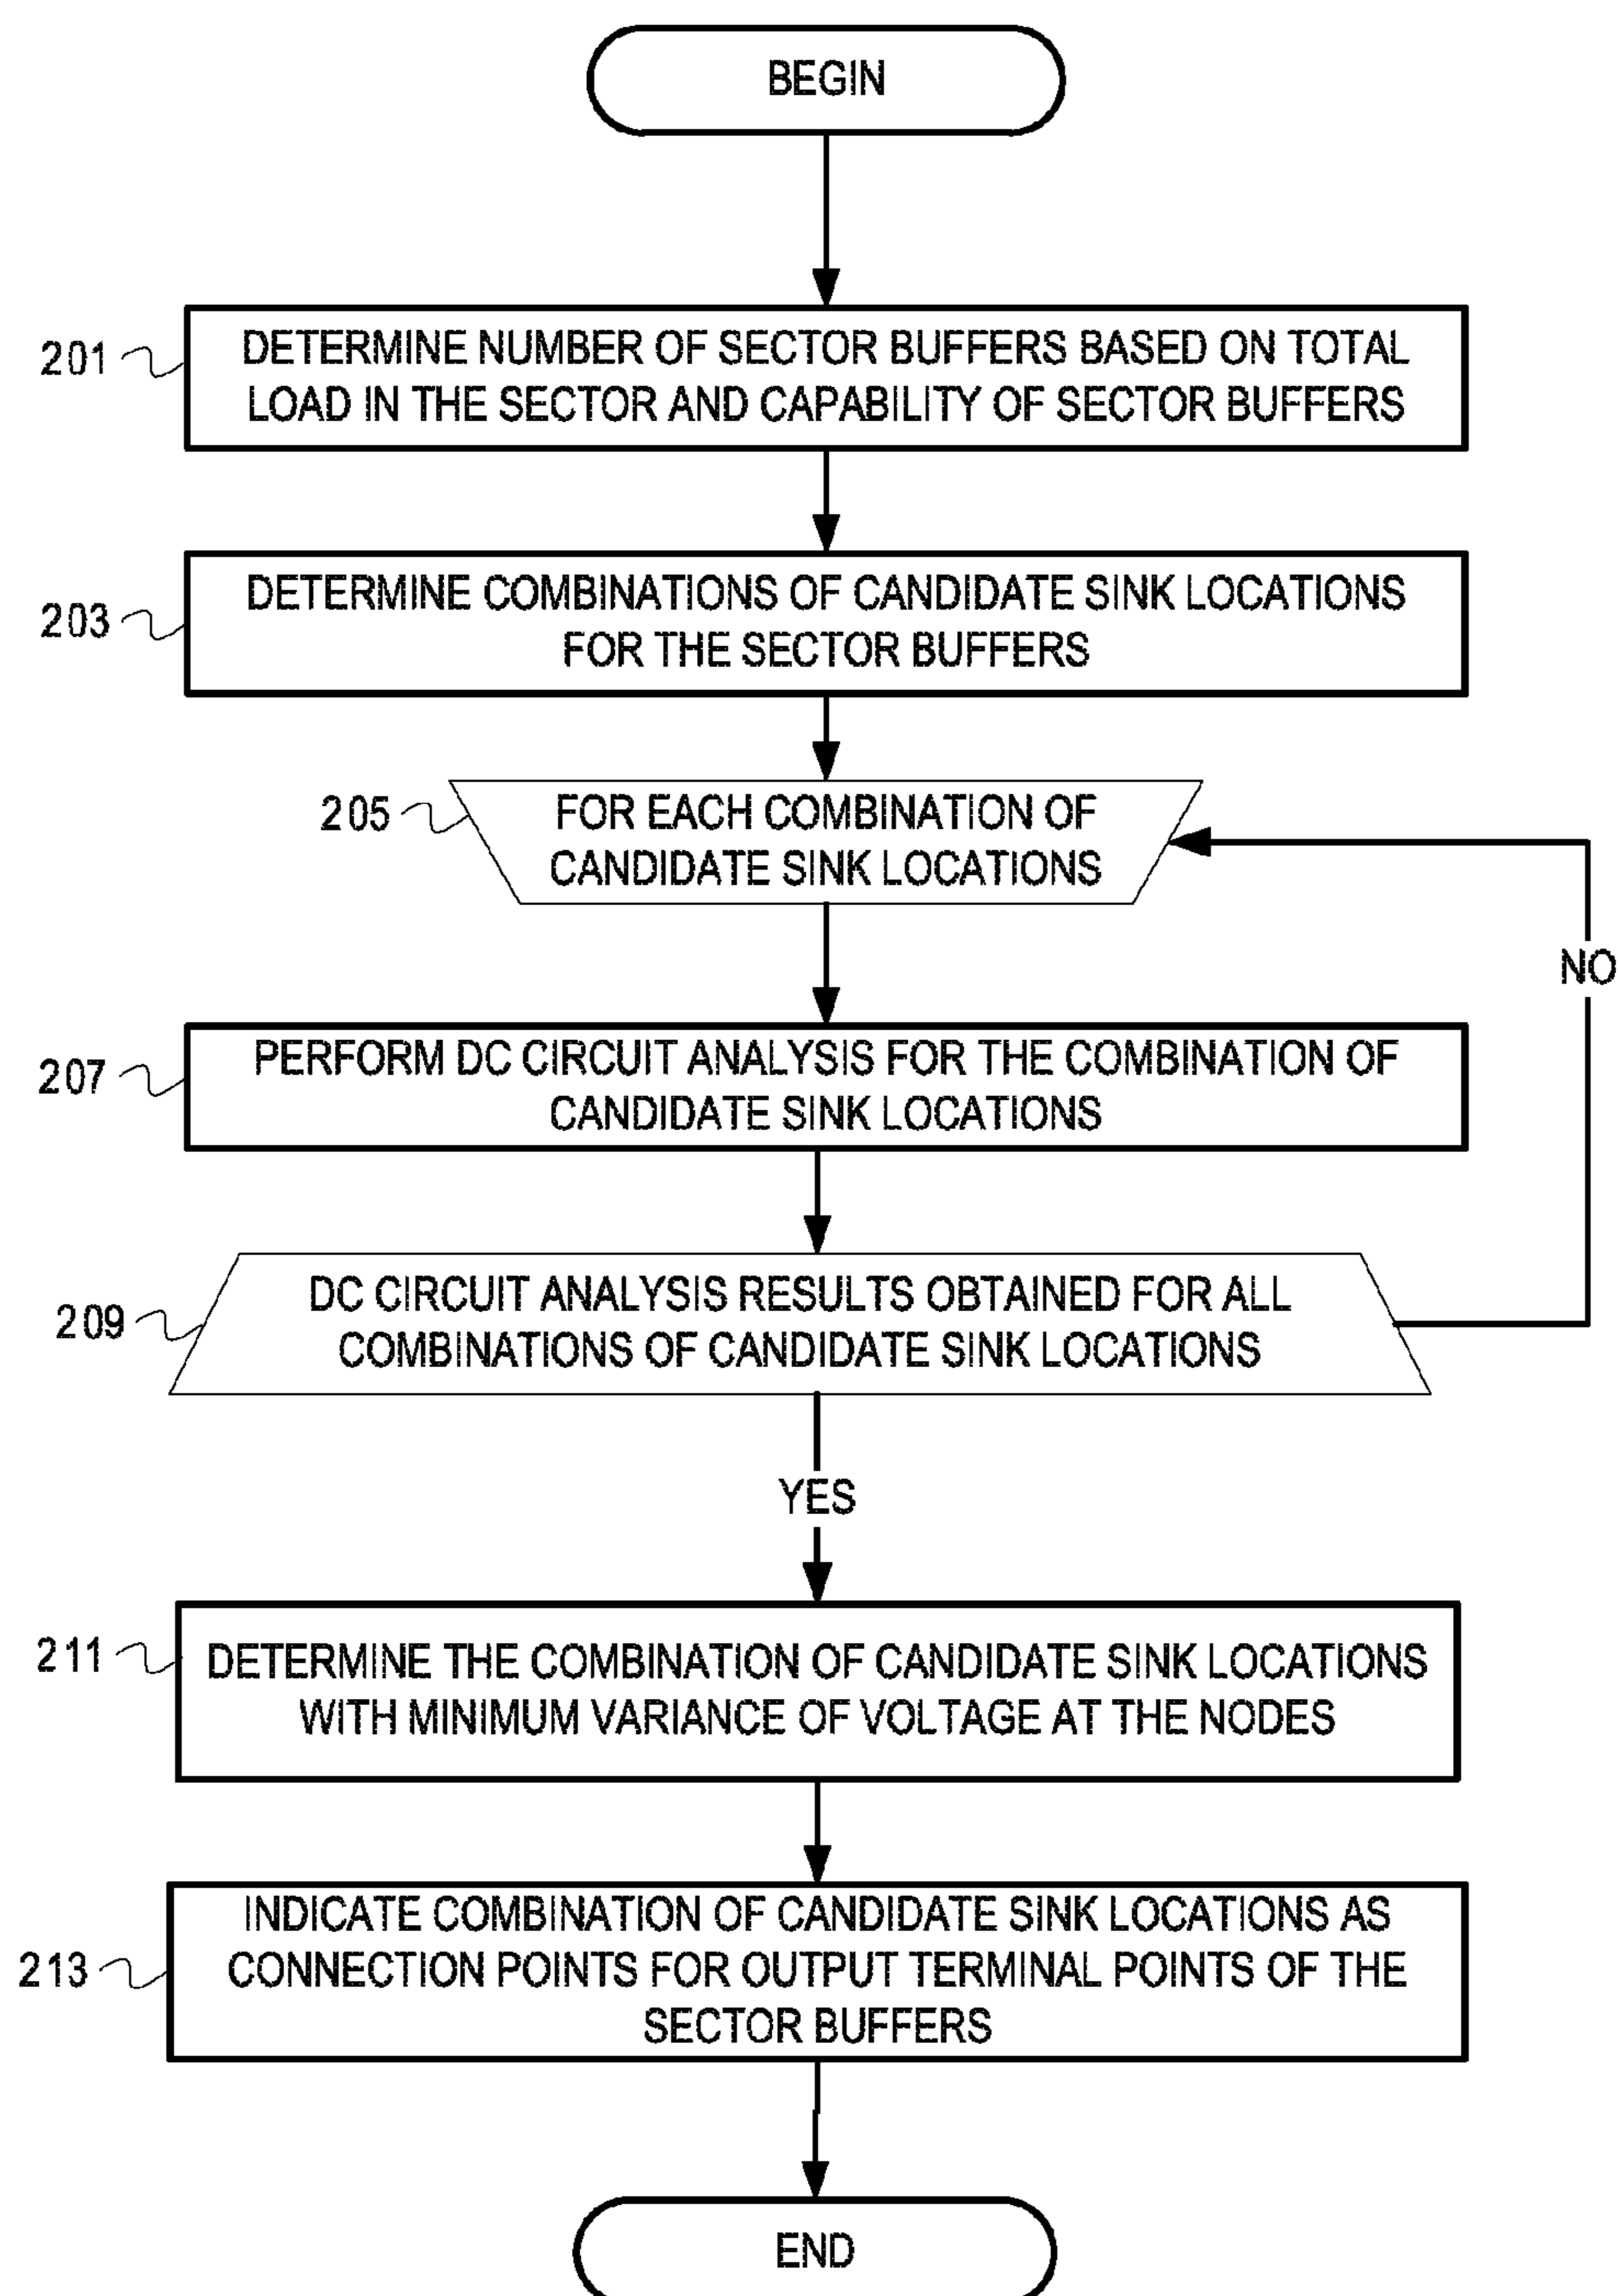 BEGIN
201
DETERMINE NUMBER OF SECTOR BUFFERS BASED ON TOTAL
LOAD IN THE SECTOR AND CAPABILITY OF SECTOR BUFFERS
203
DETERMINE COMBINATIONS OF CANDIDATE SINK LOCATIONS
FOR THE SECTOR BUFFERS
205
FOR EACH COMBINATION OF
CANDIDATE SINK LOCATIONS
NO
207
PERFORM DC CIRCUIT ANALYSIS FOR THE COMBINATION OF
CANDIDATE SINK LOCATIONS
209
DC CIRCUIT ANALYSIS RESULTS OBTAINED FOR ALL
COMBINATIONS OF CANDIDATE SINK LOCATIONS
YES
211
DETERMINE THE COMBINATION OF CANDIDATE SINK LOCATIONS
WITH MINIMUM VARIANCE OF VOLTAGE AT THE NODES
213
INDICATE COMBINATION OF CANDIDATE SINK LOCATIONS AS
CONNECTION POINTS FOR OUTPUT TERMINAL POINTS OF THE
SECTOR BUFFERS
END